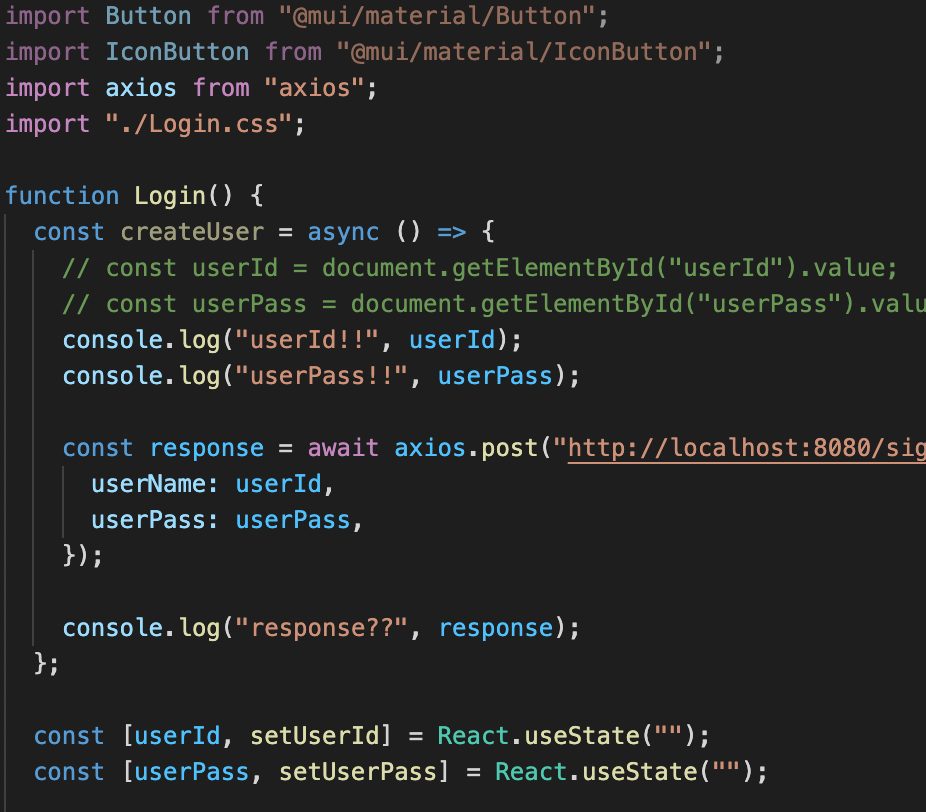 import Button from "@mui/material/Button";
import IconButton from "@mui/material/IconButton";
import axios from "axios";
import "./Login.css";
function Login() {
const createUser = async () => {
// const userId = document.getElementById("userId").value;
// const userPass = document.getElementById("userPass").valu
console.log("userId!!", userId);
console.log("userPass!!", userPass);
const response = await axios.post("http://localhost:8080/sig
userName: userId,
userPass: userPass,
});
console.log("response??", response);
};
const [userId, setUserId] = React.useState("");
const [userPass, setUserPass] = React.useState("");